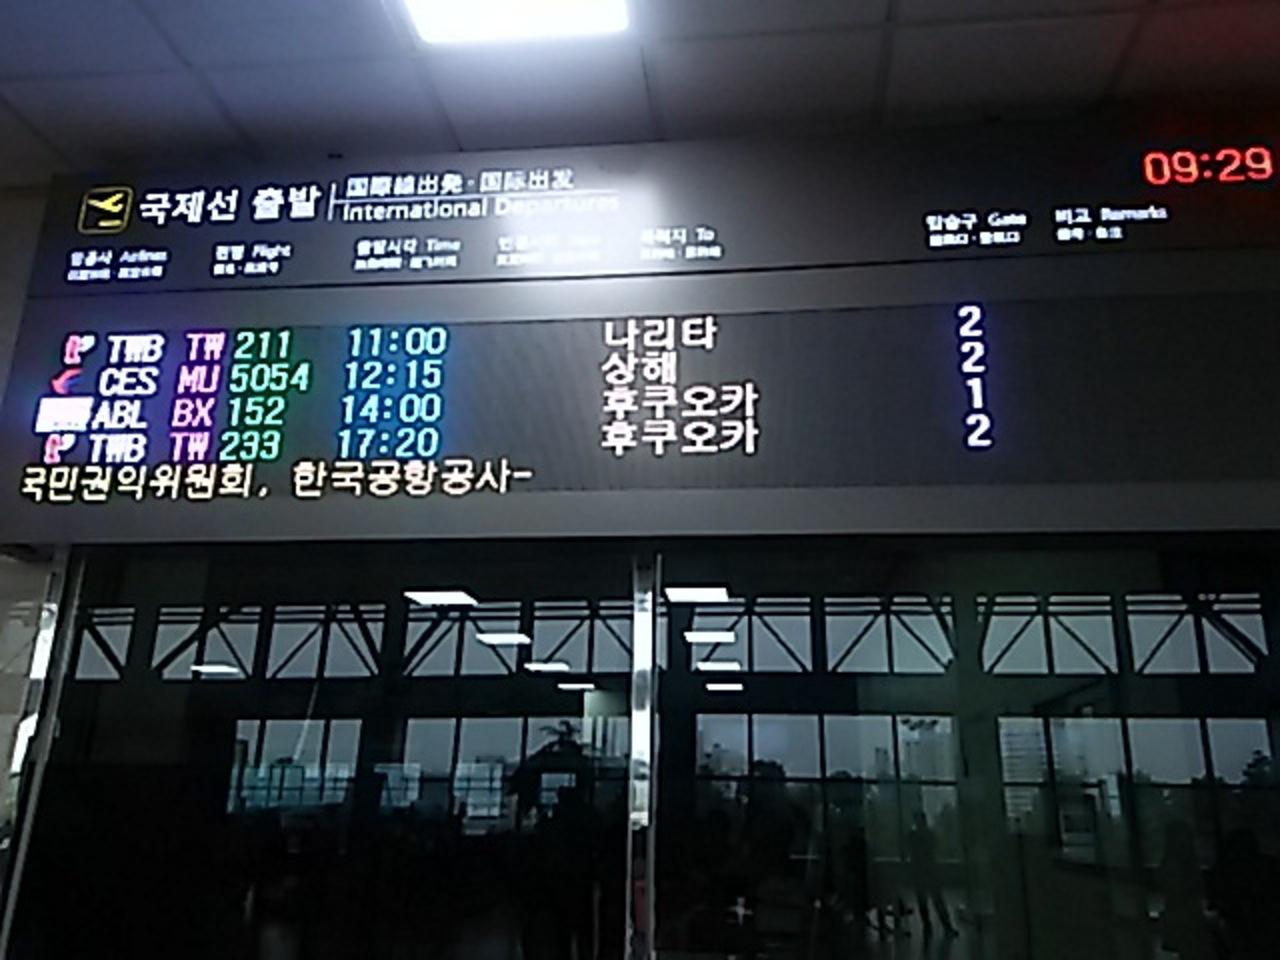 09:29
국제선 출발 国際線出発·国际出发
International Departures
항공사 Airlines 편명 Flight 출발시각 Time 목적지 To 탑승구 Gate 비고 Remarks
TWB TW 211 11:00 나리타 2
CES MU 5054 12:15 상해 2
ABL BX 152 14:00 후쿠오카 1
TWB TW 233 17:20 후쿠오카 2
국민권익위원회, 한국공항공사-